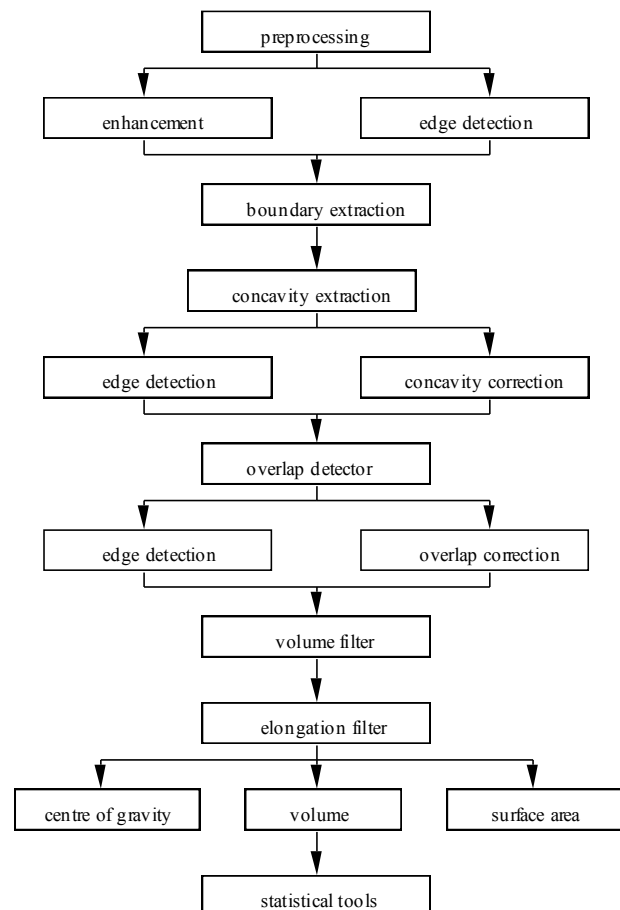 preprocessing
enhancement
edge detection
boundary extraction
concavity extraction
edge detection
concavity correction
overlap detector
edge detection
overlap correction
volume filter
elongation filter
centre of gravity
volume
surface area
statistical tools